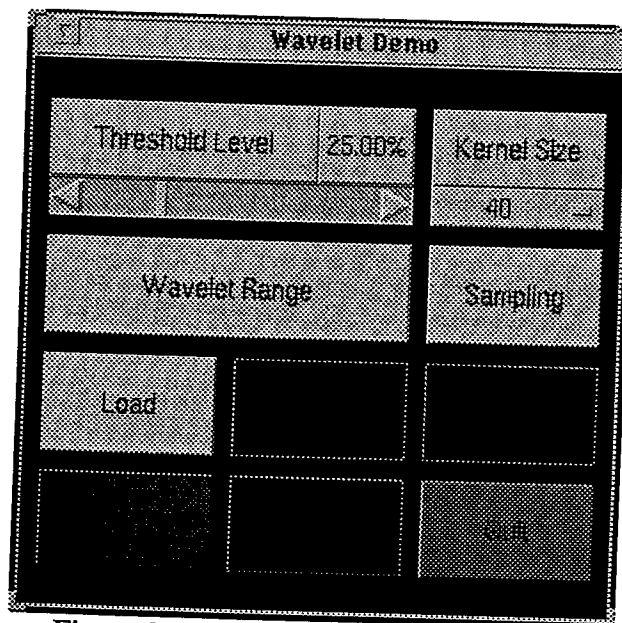 Wavelet Demo
Threshold Level 25.00% Kernel Size
40
Wavelet Range Sampling
Load
Quit